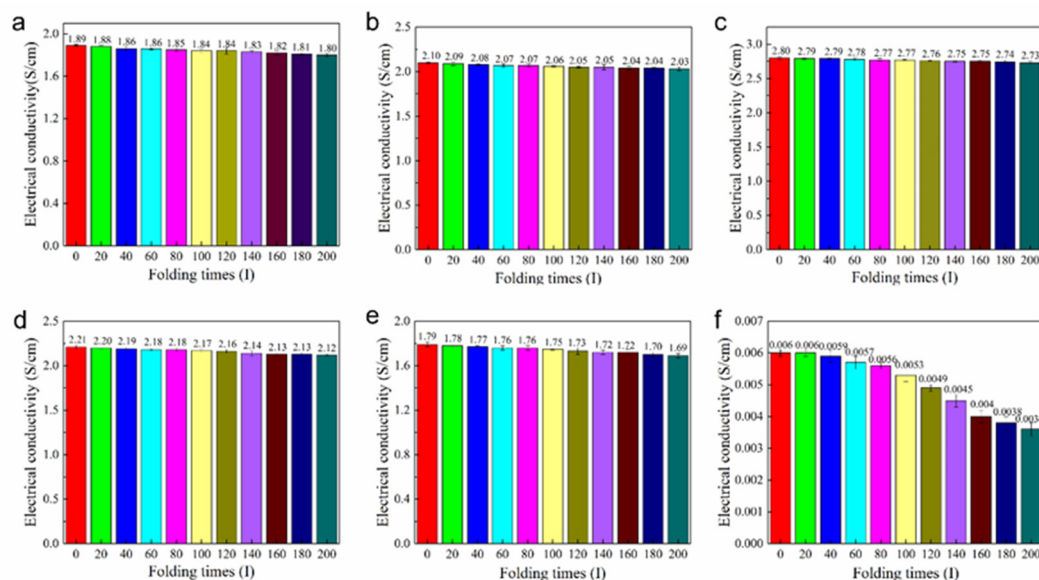 a
Electrical conductivity(S/cm)
2.0
1.6
1.2
0.8
0.4
0.0
1.89 1.88 1.86 1.86 1.85 1.84 1.84 1.83 1.82 1.81 1.80
0 20 40 60 80 100 120 140 160 180 200
Folding times (I)
b
Electrical conductivity (S/cm)
2.5
2.0
1.5
1.0
0.5
0.0
2.10 2.09 2.08 2.07 2.07 2.06 2.05 2.05 2.04 2.04 2.03
0 20 40 60 80 100 120 140 160 180 200
Folding times (I)
c
Electrical conductivity (S/cm)
3.0
2.5
2.0
1.5
1.0
0.5
0.0
2.80 2.79 2.79 2.78 2.77 2.77 2.76 2.75 2.75 2.74 2.73
0 20 40 60 80 100 120 140 160 180 200
Folding times (I)
d
Electrical conductivity (S/cm)
2.5
2.0
1.5
1.0
0.5
0.0
2.21 2.20 2.19 2.18 2.18 2.17 2.16 2.14 2.13 2.13 2.12
0 20 40 60 80 100 120 140 160 180 200
Folding times (I)
e
Electrical conductivity (S/cm)
2.0
1.6
1.2
0.8
0.4
0.0
1.79 1.78 1.77 1.76 1.76 1.75 1.73 1.72 1.22 1.70 1.69
0 20 40 60 80 100 120 140 160 180 200
Folding times (I)
f
Electrical conductivity (S/cm)
0.007
0.006
0.005
0.004
0.003
0.002
0.001
0.000
0.006 0.006 0.0059 0.0057 0.0056 0.0053 0.0049 0.0045 0.004 0.0038
0 20 40 60 80 100 120 140 160 180 200
Folding times (I)